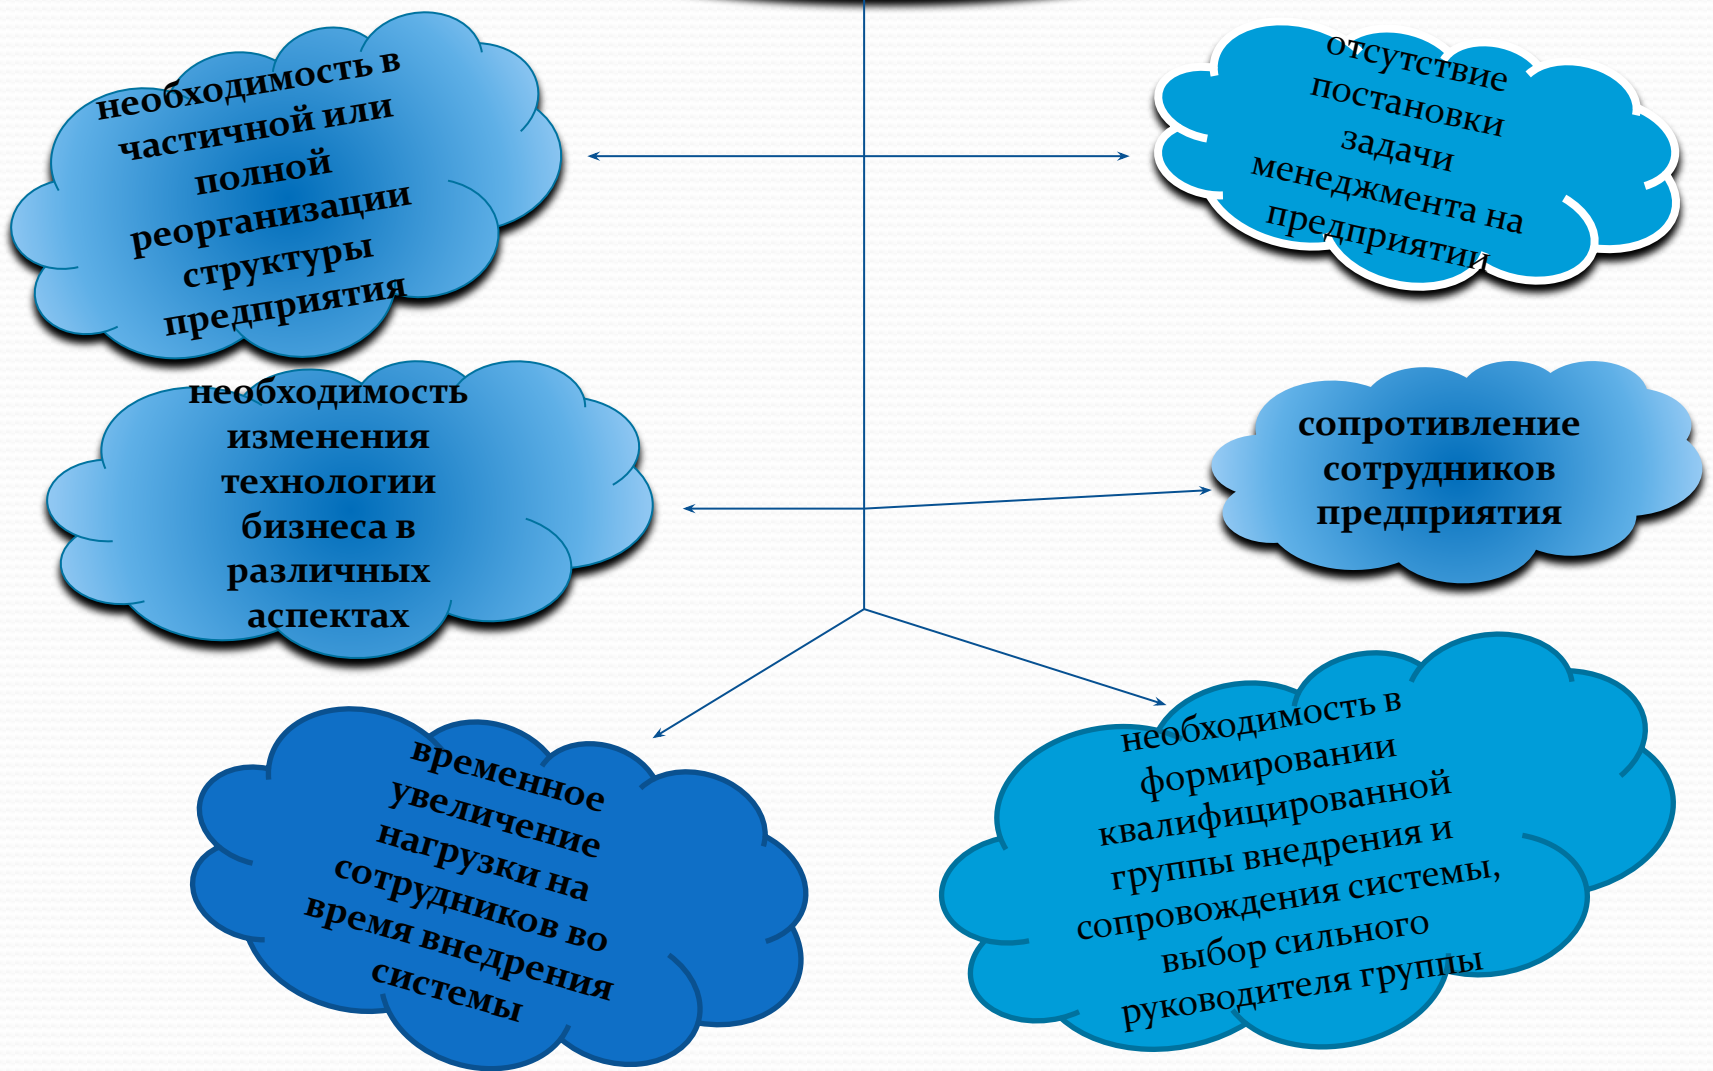 необходимость в
частичной или
полной
реорганизации
структуры
предприятия
отсутствие
постановки
задачи
менеджмента на
предприятии
необходимость
изменения
технологии
бизнеса в
различных
аспектах
сопротивление
сотрудников
предприятия
временное
увеличение
нагрузки на
сотрудников во
время внедрения
системы
необходимость в
формировании
квалифицированной
группы внедрения и
сопровождения системы,
выбор сильного
руководителя группы